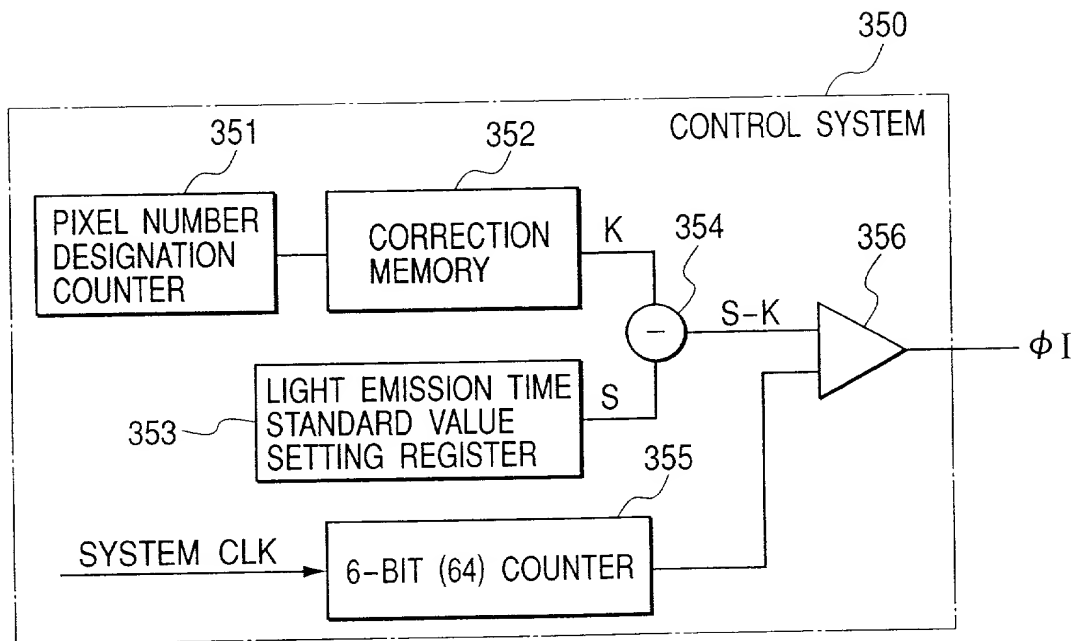 350
CONTROL SYSTEM
351
352
PIXEL NUMBER
DESIGNATION
COUNTER
CORRECTION
MEMORY
K
354
356
S-K
ϕI
LIGHT EMISSION TIME
STANDARD VALUE
SETTING REGISTER
S
353
355
SYSTEM CLK
6-BIT (64) COUNTER